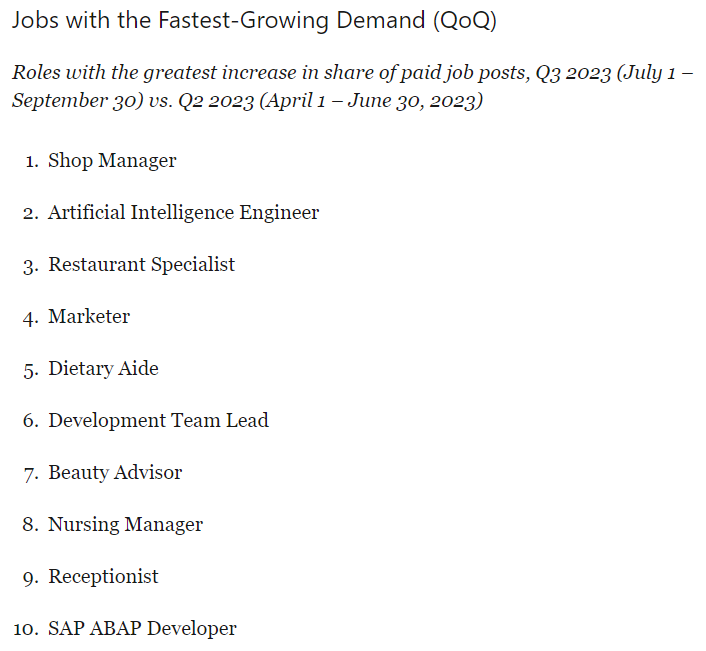 Jobs with the Fastest-Growing Demand (QoQ)
Roles with the greatest increase in share of paid job posts, Q3 2023 (July 1 –
September 30) vs. Q2 2023 (April 1 – June 30, 2023)
1. Shop Manager
2. Artificial Intelligence Engineer
3. Restaurant Specialist
4. Marketer
5. Dietary Aide
6. Development Team Lead
7. Beauty Advisor
8. Nursing Manager
9. Receptionist
10. SAP ABAP Developer